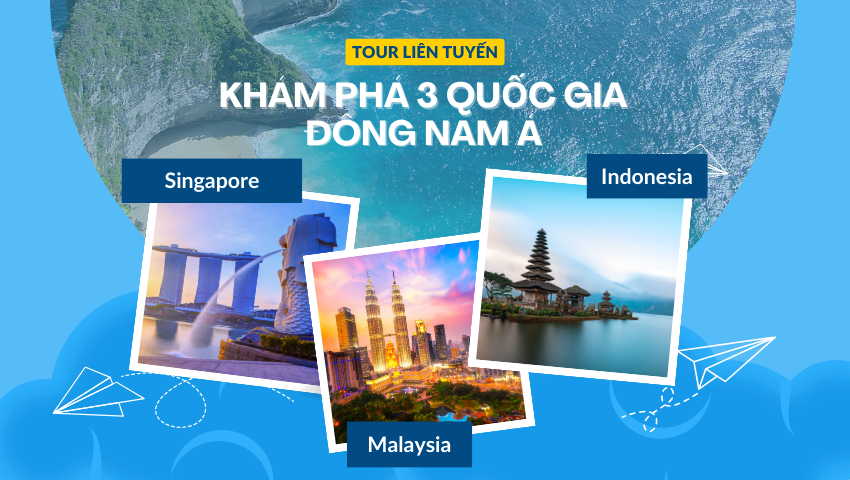 TOUR LIÊN TUYẾN
KHÁM PHÁ 3 QUỐC GIA
ĐÔNG NAM Á
Singapore
Indonesia
Malaysia